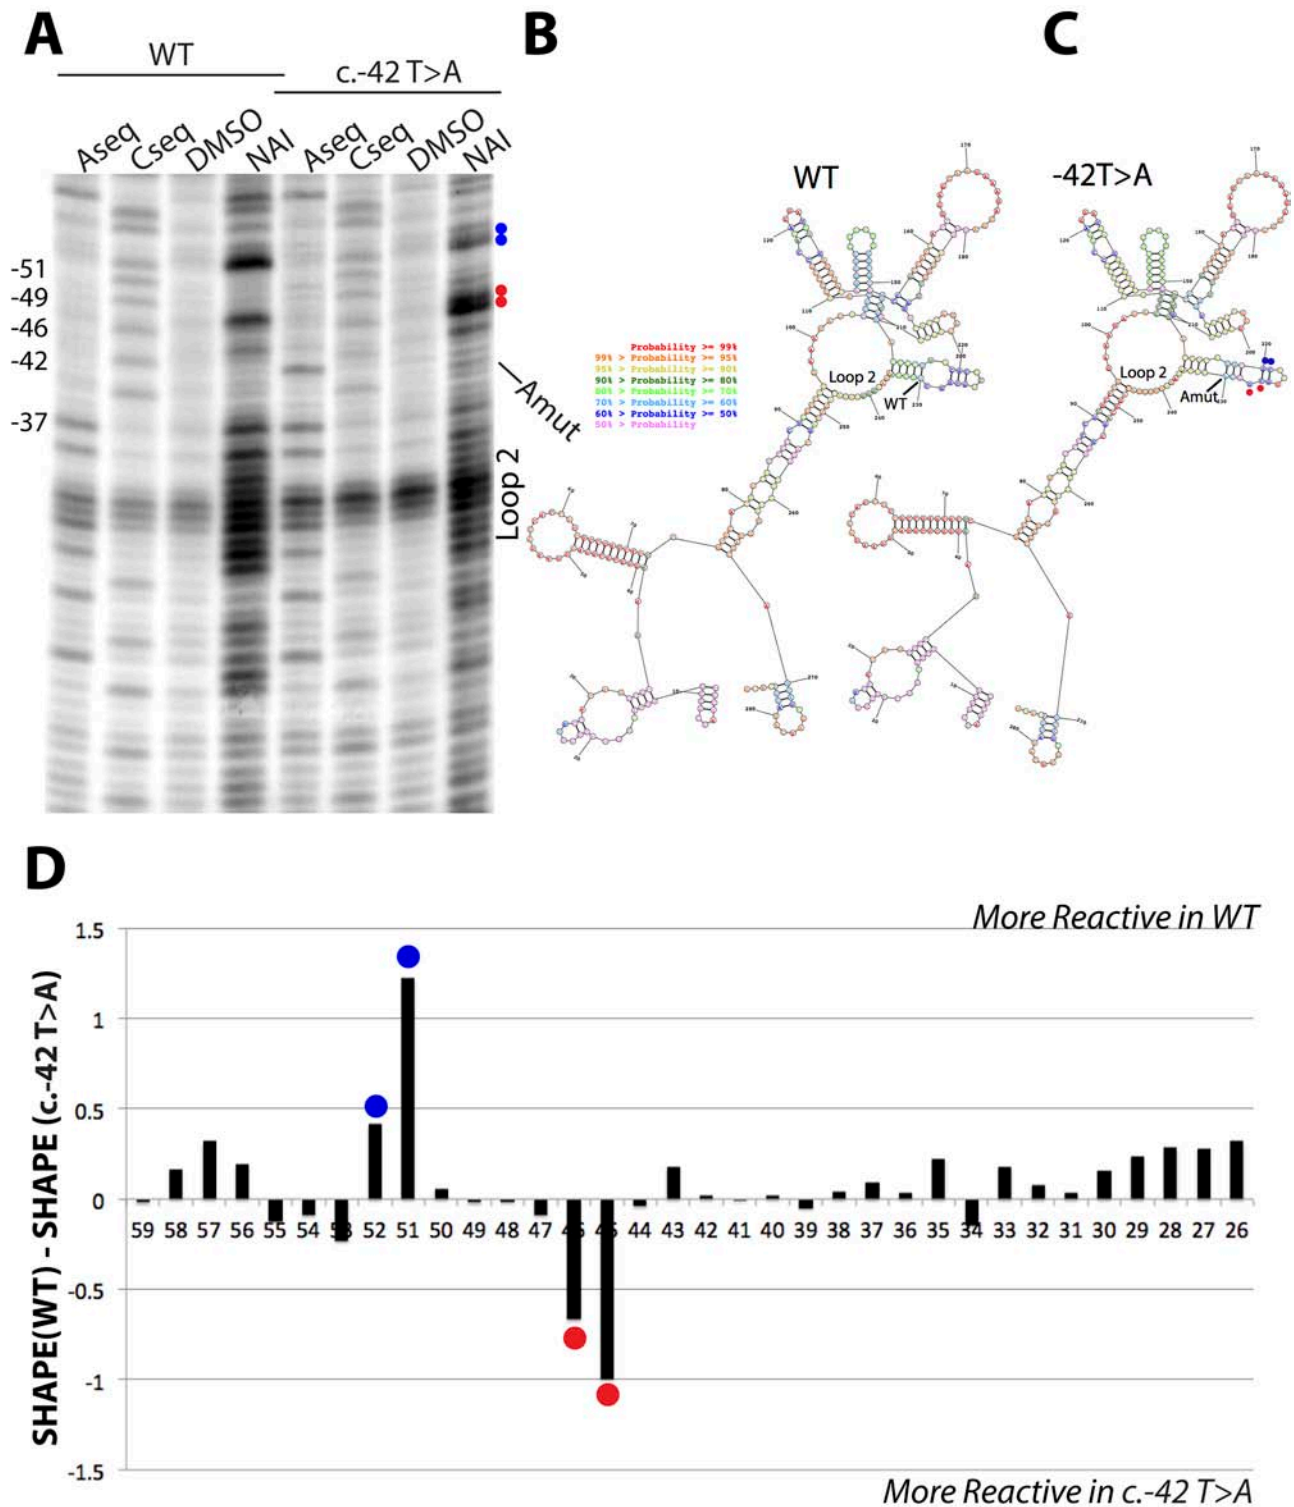 A
B
C
WT
c.-42 T>A
Aseq
Cseq
DMSO
NAI
Aseq
Cseq
DMSO
NAI
-51
-49
-46
-42
-37
Amut
Loop 2
WT
Probability >= 99%
99% > Probability >= 95%
95% > Probability >= 90%
90% > Probability >= 80%
80% > Probability >= 70%
70% > Probability >= 60%
60% > Probability >= 50%
50% > Probability
Loop 2
WT
-42T>A
Loop 2
Amut
D
More Reactive in WT
SHAPE(WT) - SHAPE (c.-42 T>A)
1.5
1
0.5
0
-0.5
-1
-1.5
59 58 57 56 55 54 53 52 51 50 49 48 47 46 45 44 43 42 41 40 39 38 37 36 35 34 33 32 31 30 29 28 27 26
More Reactive in c.-42 T>A